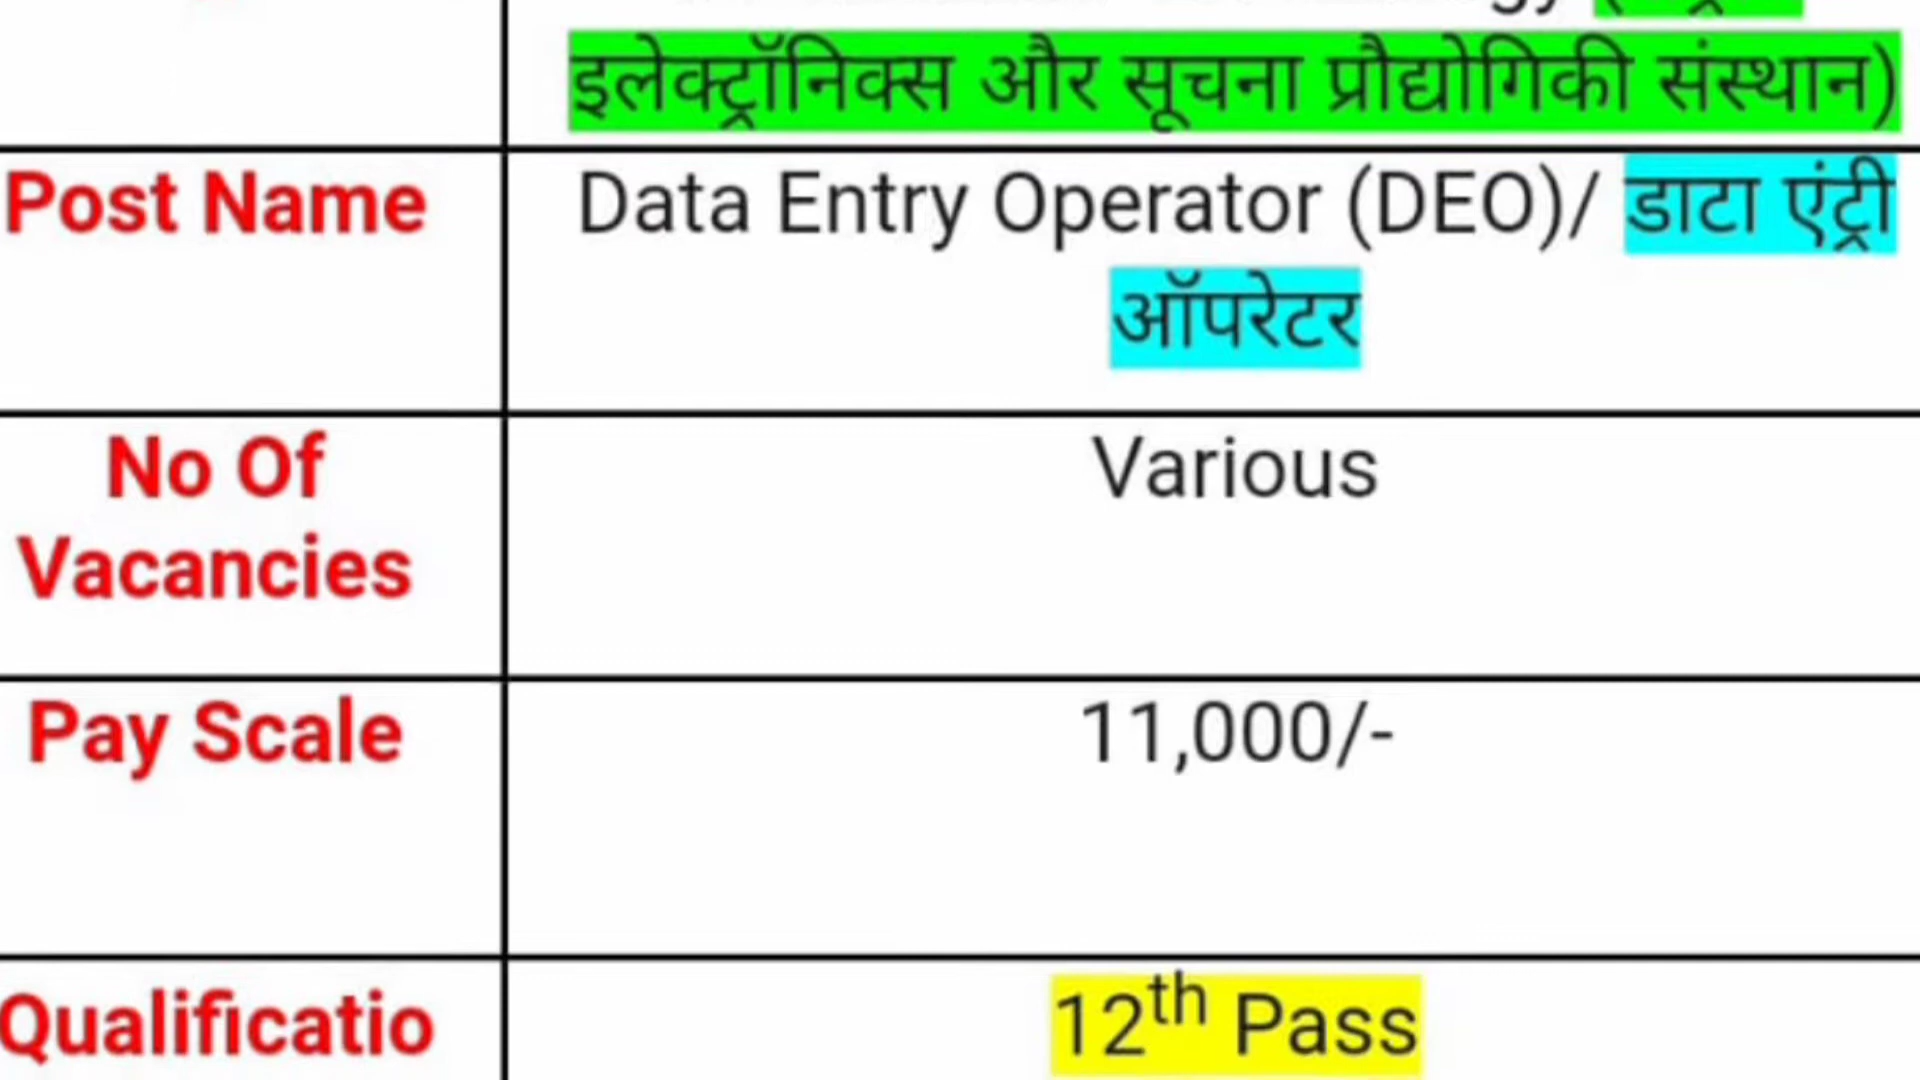 इलेक्ट्रॉनिक्स और सूचना प्रौद्योगिकी संस्थान)
Post Name
Data Entry Operator (DEO)/ डाटा एंट्री
ऑपरेटर
No Of
Vacancies
Various
Pay Scale
11,000/-
Qualificatio
12th Pass